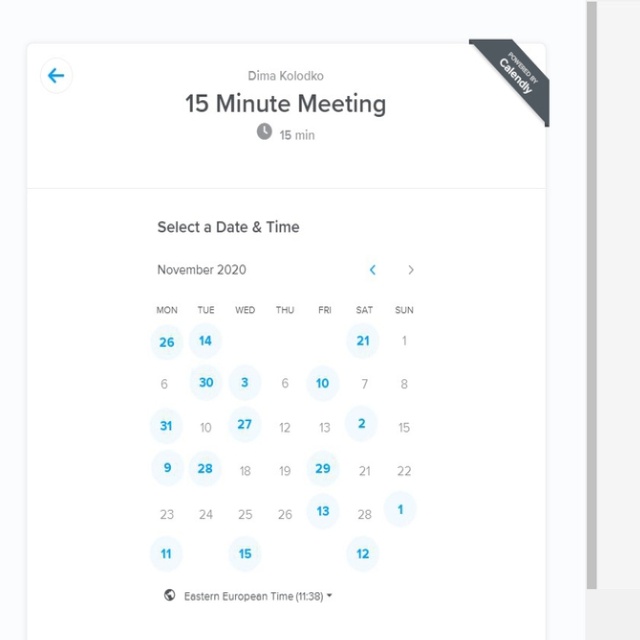 POWERED BY
Calendly
Dima Kolodko
15 Minute Meeting
15 min
Select a Date & Time
November 2020
MON TUE WED THU FRI SAT SUN
26 14 21 1
6 30 3 6 10 7 8
31 10 27 12 13 2 15
9 28 18 19 29 21 22
23 24 25 26 13 28 1
11 15 12
Eastern European Time (11:38)